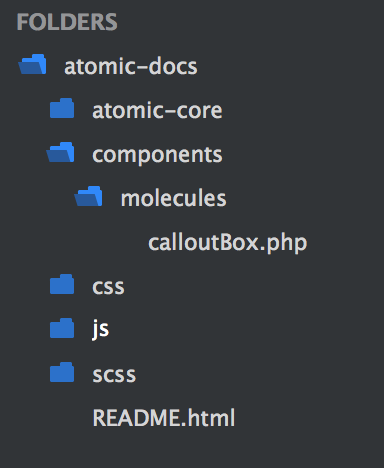 FOLDERS
atomic-docs
atomic-core
components
molecules
calloutBox.php
css
js
scss
README.html